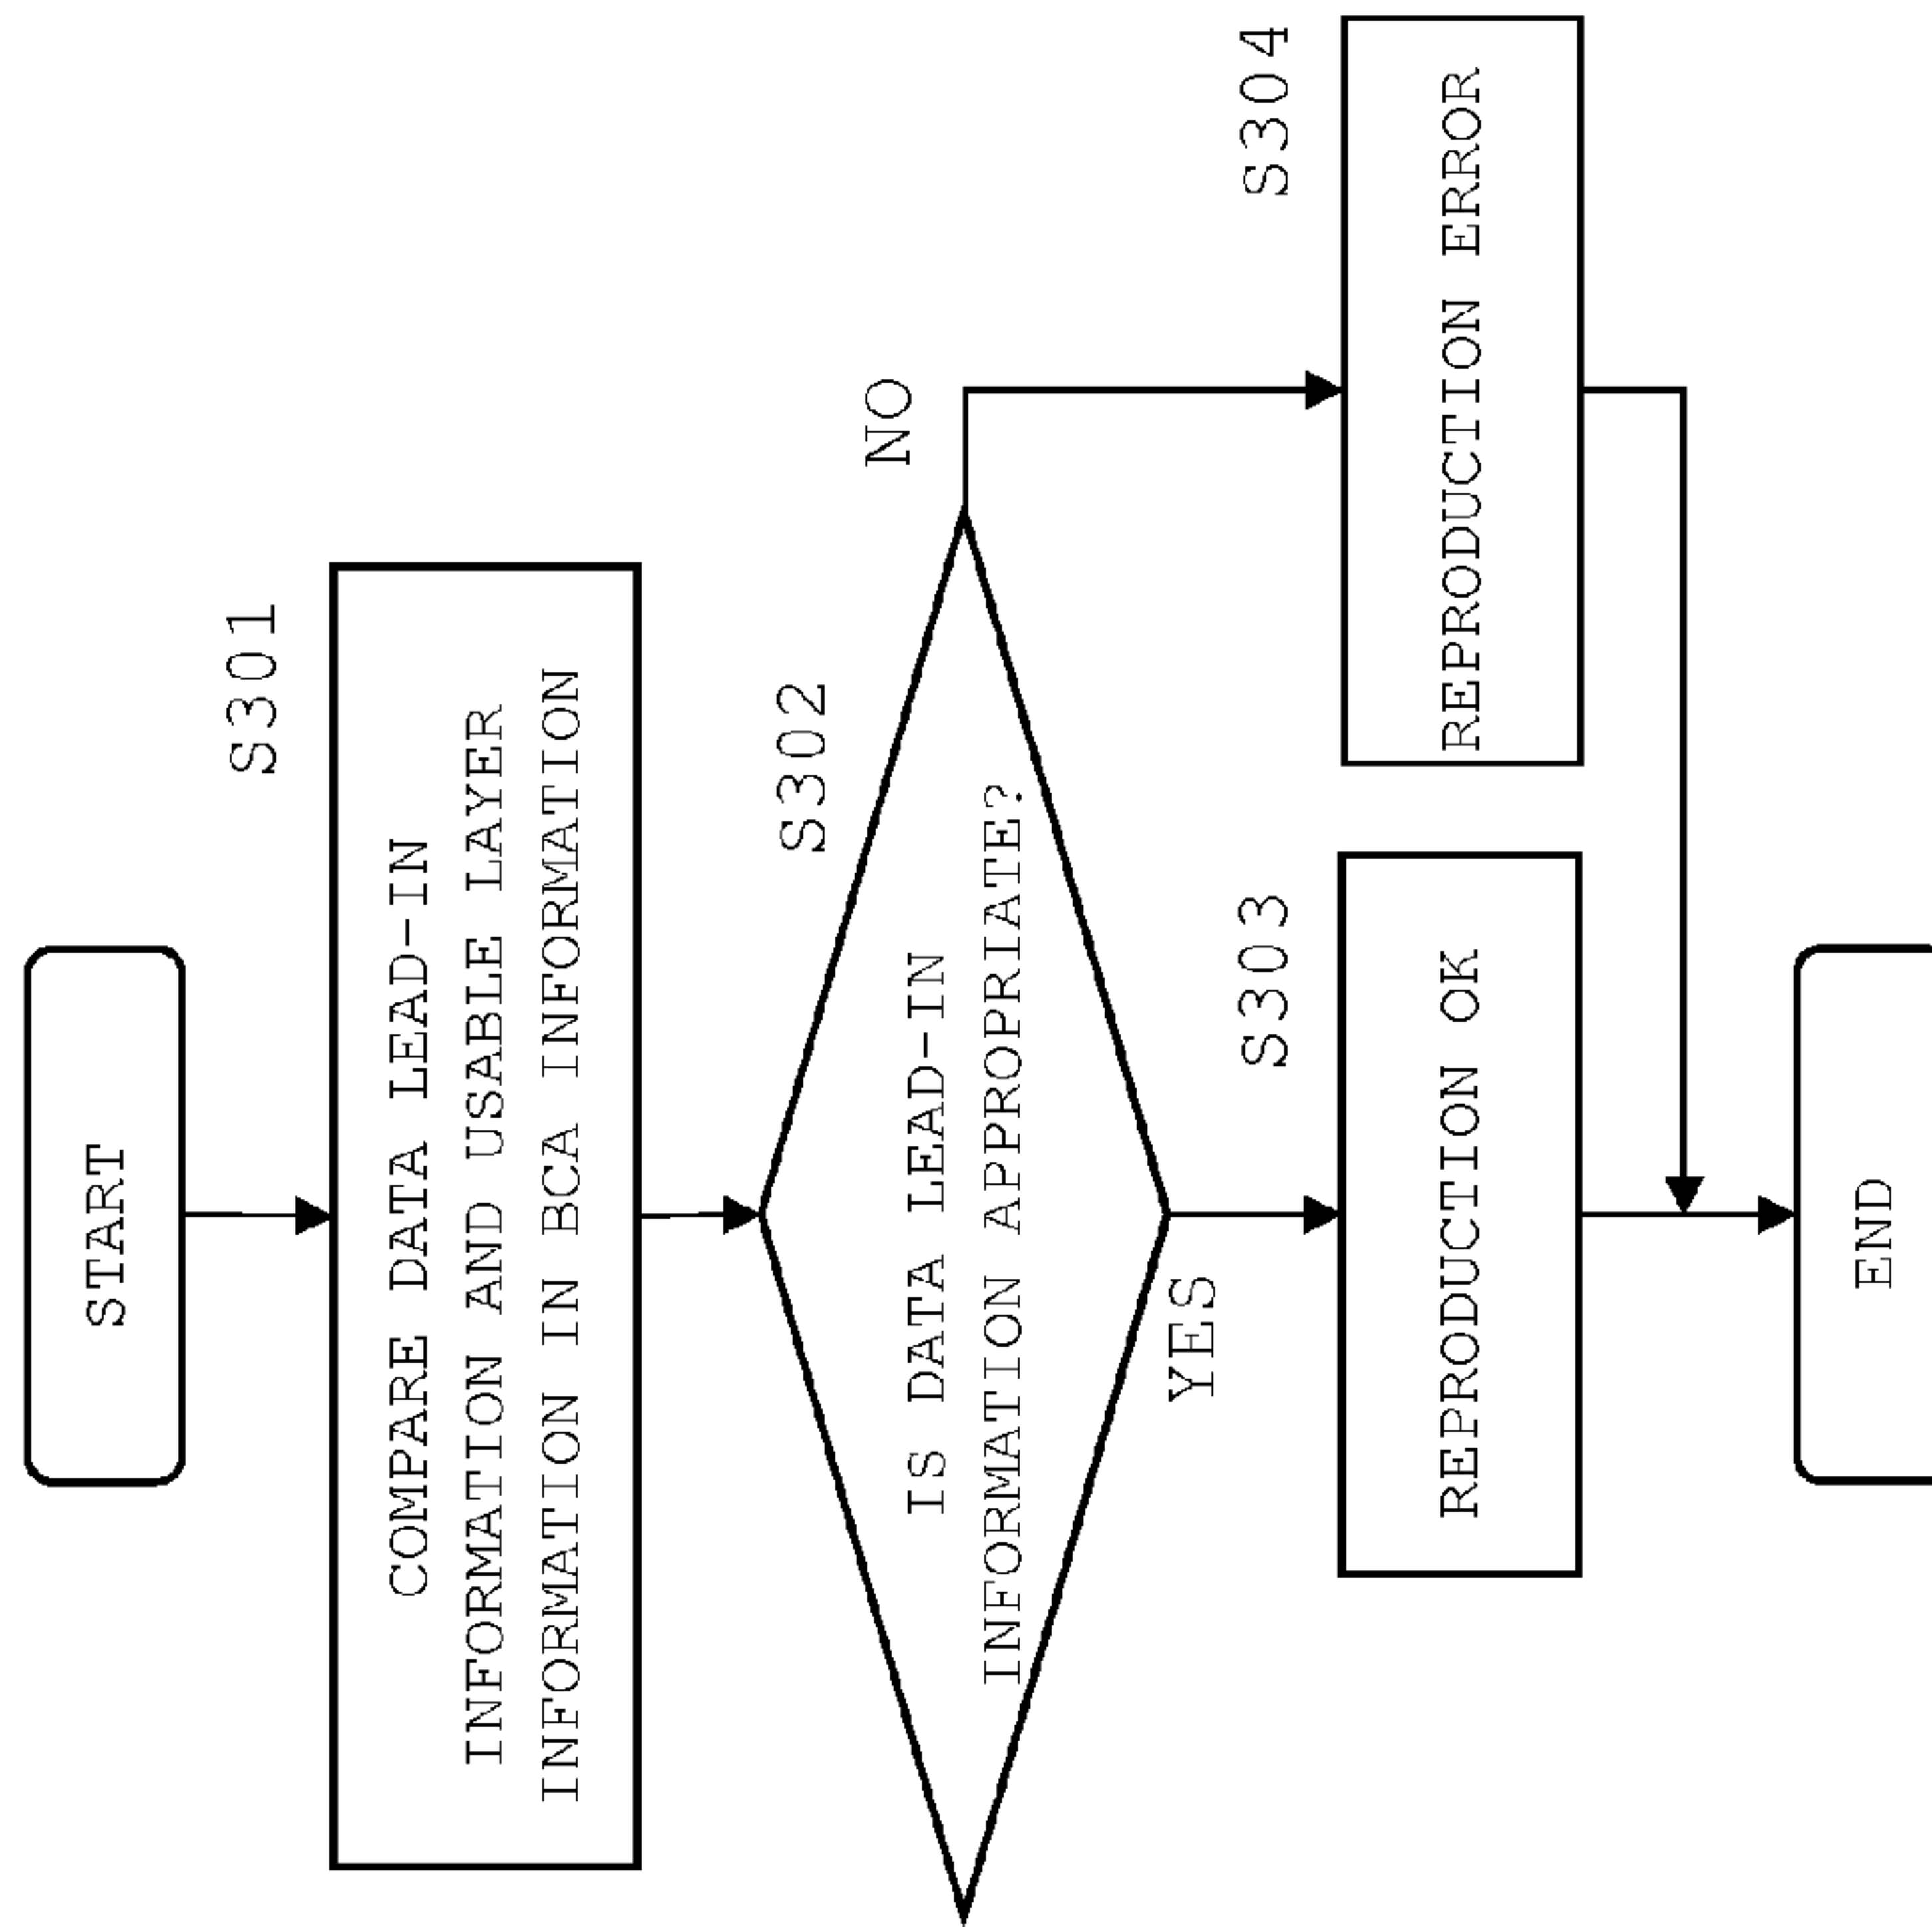 START
S301
COMPARE DATA LEAD-IN
INFORMATION AND USABLE LAYER
INFORMATION IN BCA INFORMATION
S302
IS DATA LEAD-IN
INFORMATION APPROPRIATE?
NO
YES
S303
REPRODUCTION OK
S304
REPRODUCTION ERROR
END